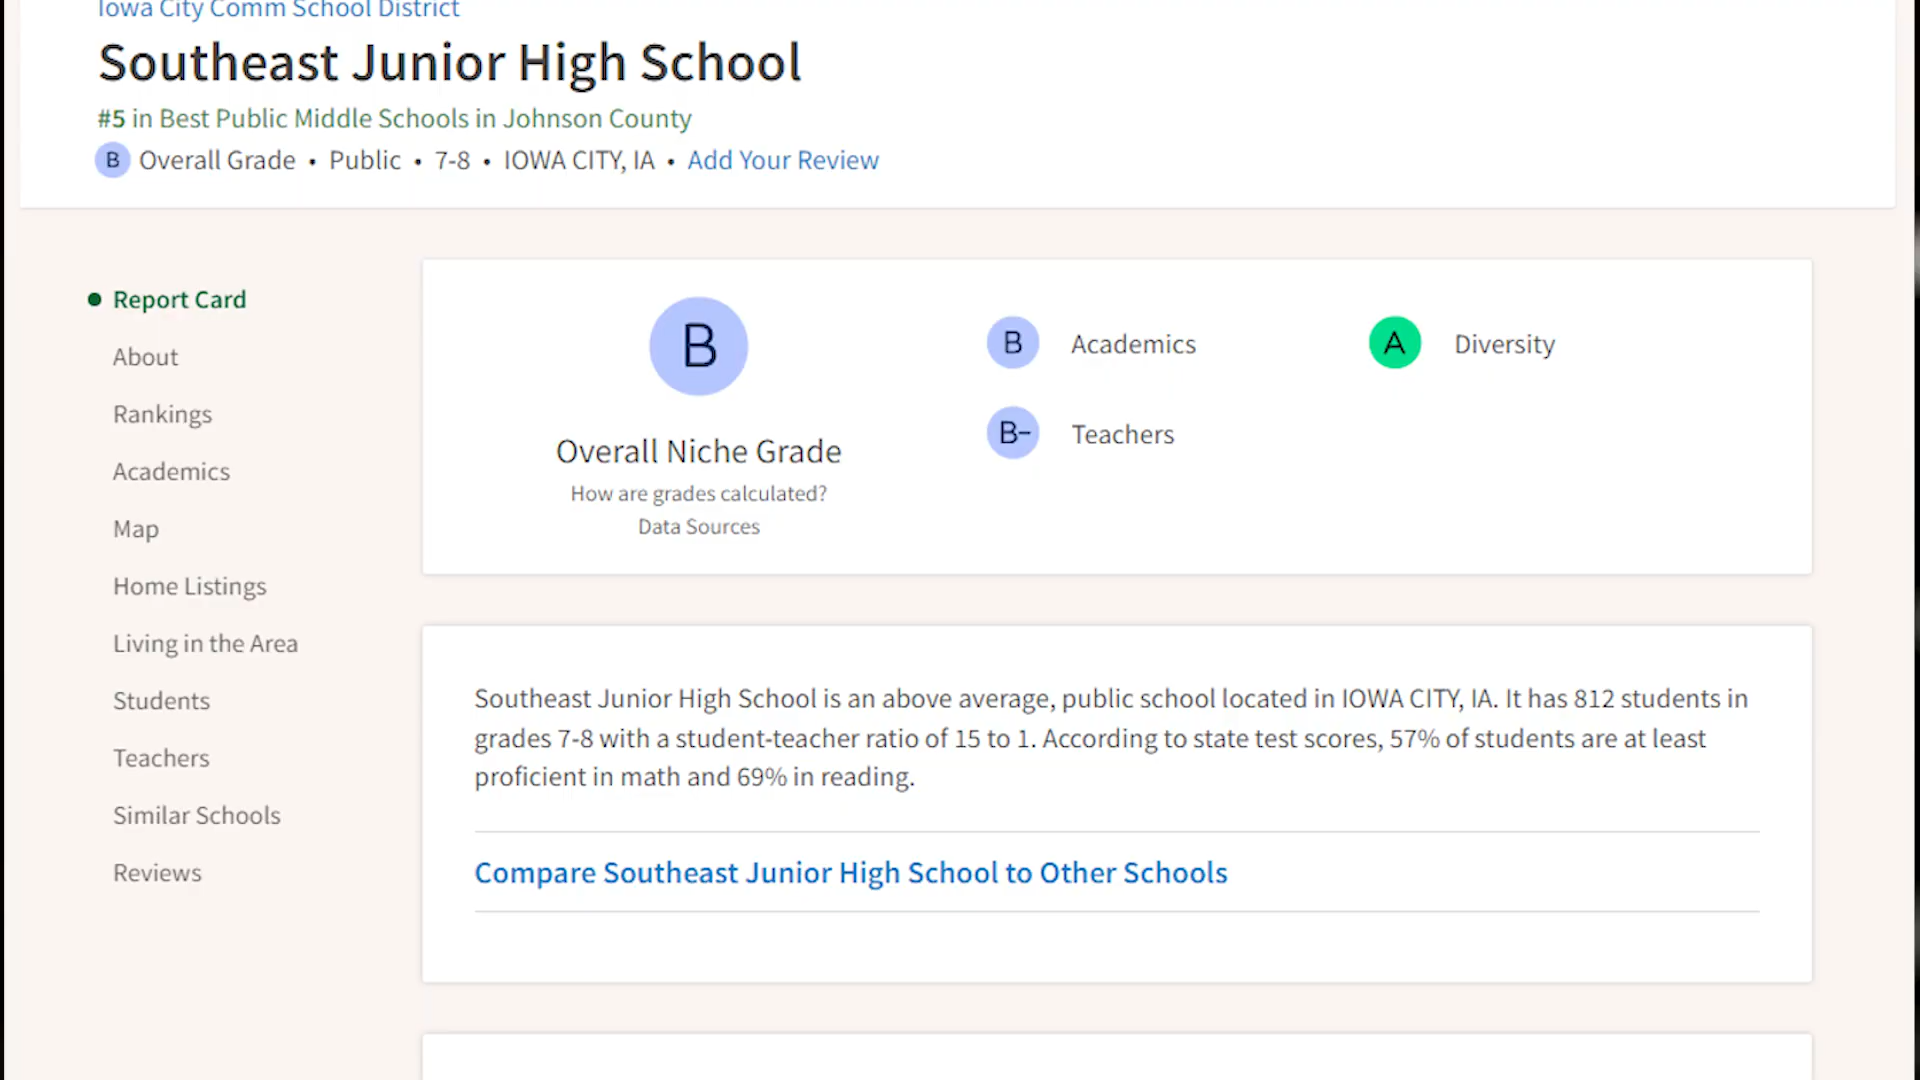 Iowa City Comm School District
Southeast Junior High School
#5 in Best Public Middle Schools in Johnson County
B Overall Grade • Public • 7-8 • IOWA CITY, IA • Add Your Review
Report Card
About
Rankings
Academics
Map
Home Listings
Living in the Area
Students
Teachers
Similar Schools
Reviews
B
Overall Niche Grade
How are grades calculated?
Data Sources
B Academics
A Diversity
B- Teachers
Southeast Junior High School is an above average, public school located in IOWA CITY, IA. It has 812 students in
grades 7-8 with a student-teacher ratio of 15 to 1. According to state test scores, 57% of students are at least
proficient in math and 69% in reading.
Compare Southeast Junior High School to Other Schools